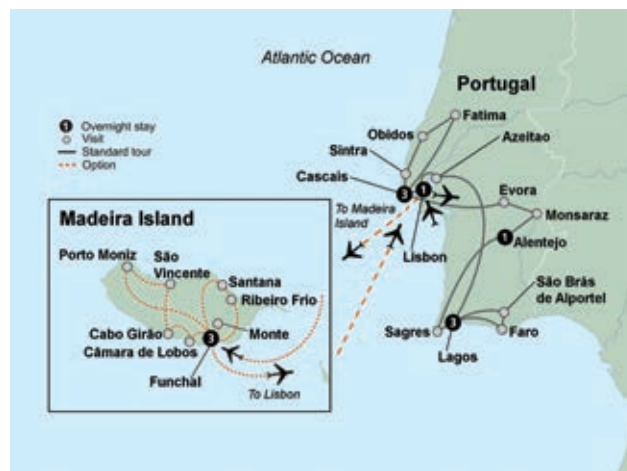 Atlantic Ocean
Portugal
1 Overnight stay
Visit
Standard tour
Option
Fatima
Obidos
Azeitao
Sintra
Cascais
3
1
Evora
To Madeira
Island
Monsaraz
Lisbon
1
Alentejo
São Brás
de Alportel
Sagres
3
Faro
Lagos
Madeira Island
Porto Moniz
São
Vincente
Santana
Ribeiro Frio
Cabo Girão
Monte
Câmara de Lobos
3
Funchal
To Lisbon